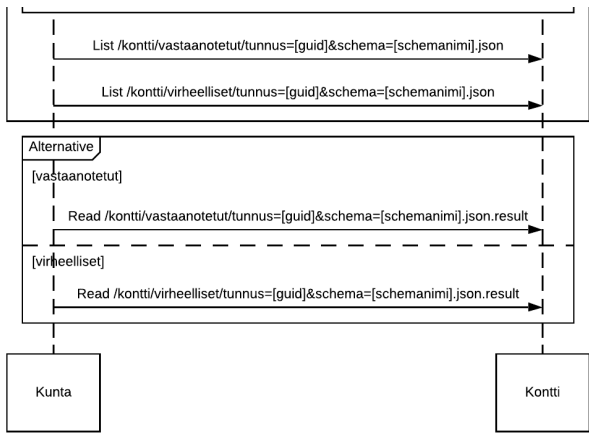 List /kontti/vastaanotetut/tunnus=[guid]&schema=[schemanimi].json
List /kontti/virheelliset/tunnus=[guid]&schema=[schemanimi].json
Alternative
[vastaanotetut]
Read /kontti/vastaanotetut/tunnus=[guid]&schema=[schemanimi].json.result
[virheelliset]
Read /kontti/virheelliset/tunnus=[guid]&schema=[schemanimi].json.result
Kunta
Kontti